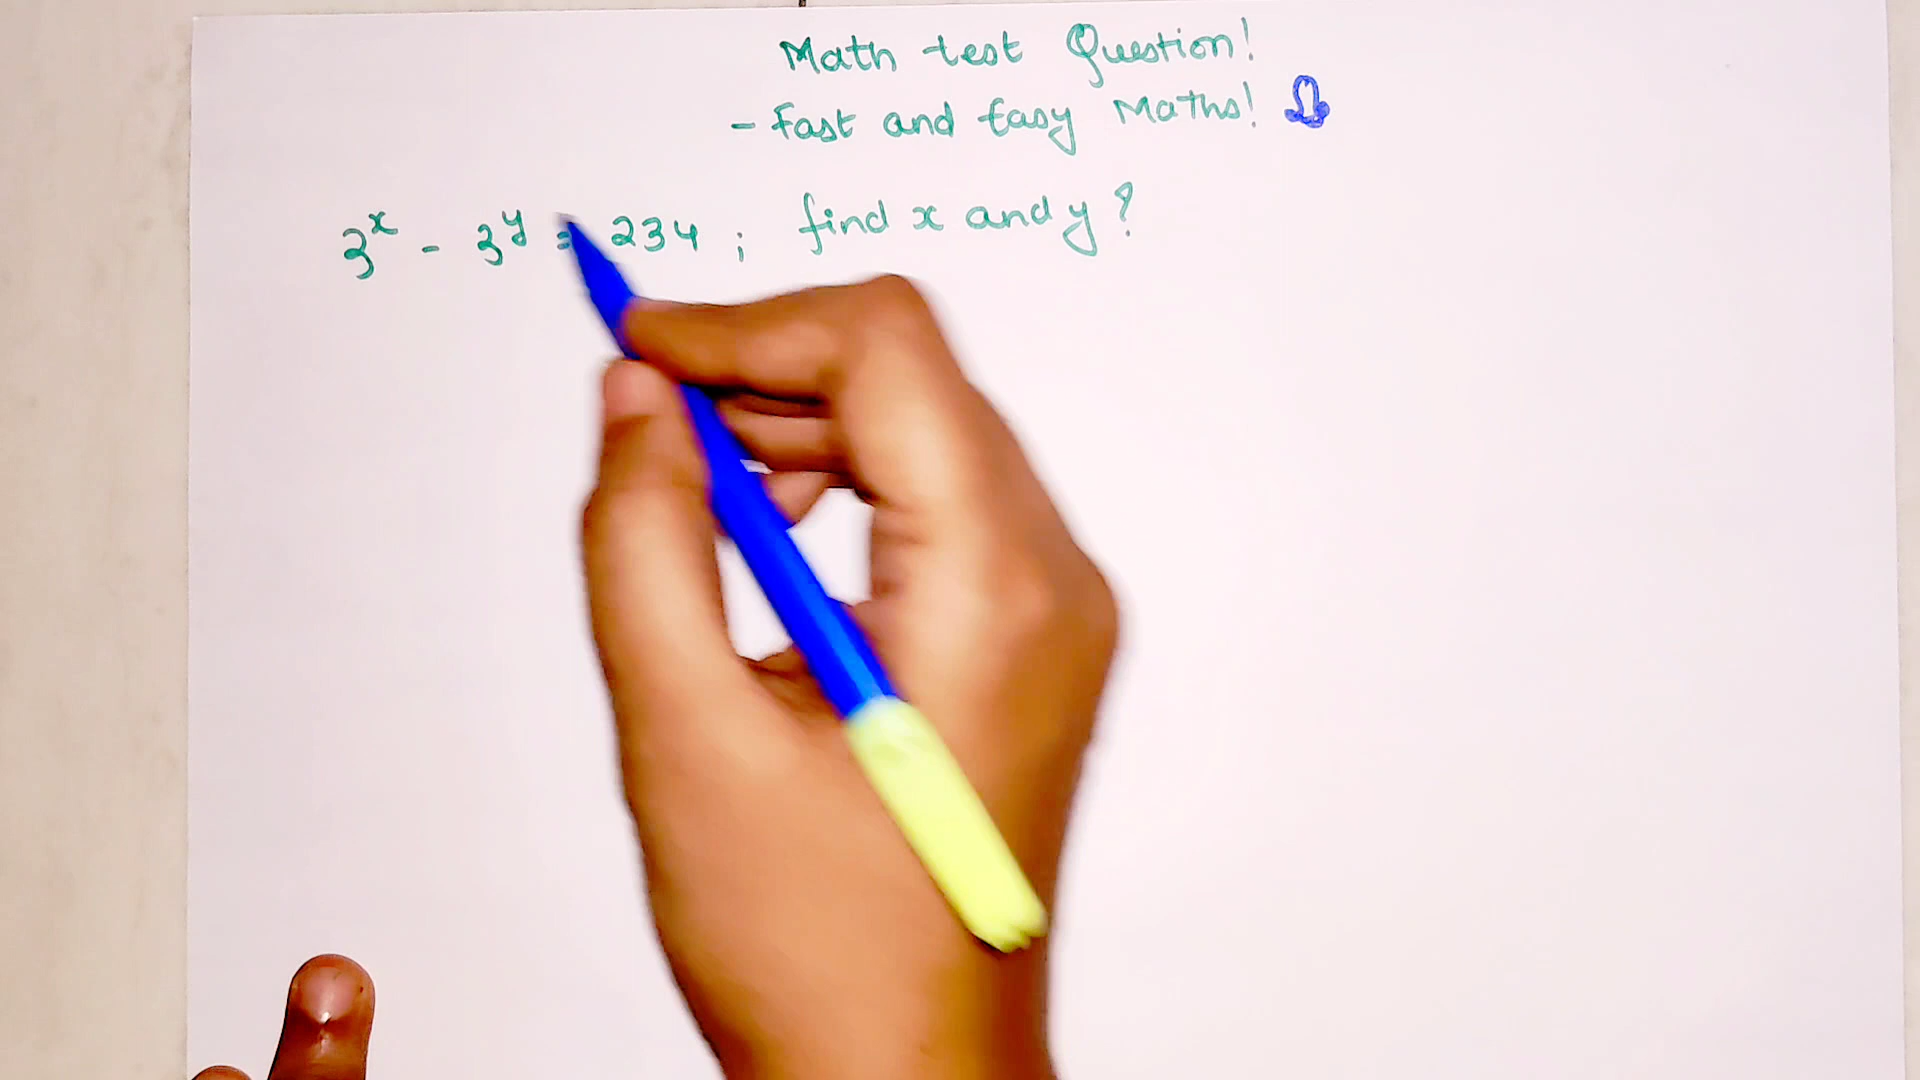 Math test Question!
- Fast and Easy Maths!
3^x - 3^y = 234 ; find x and y ?